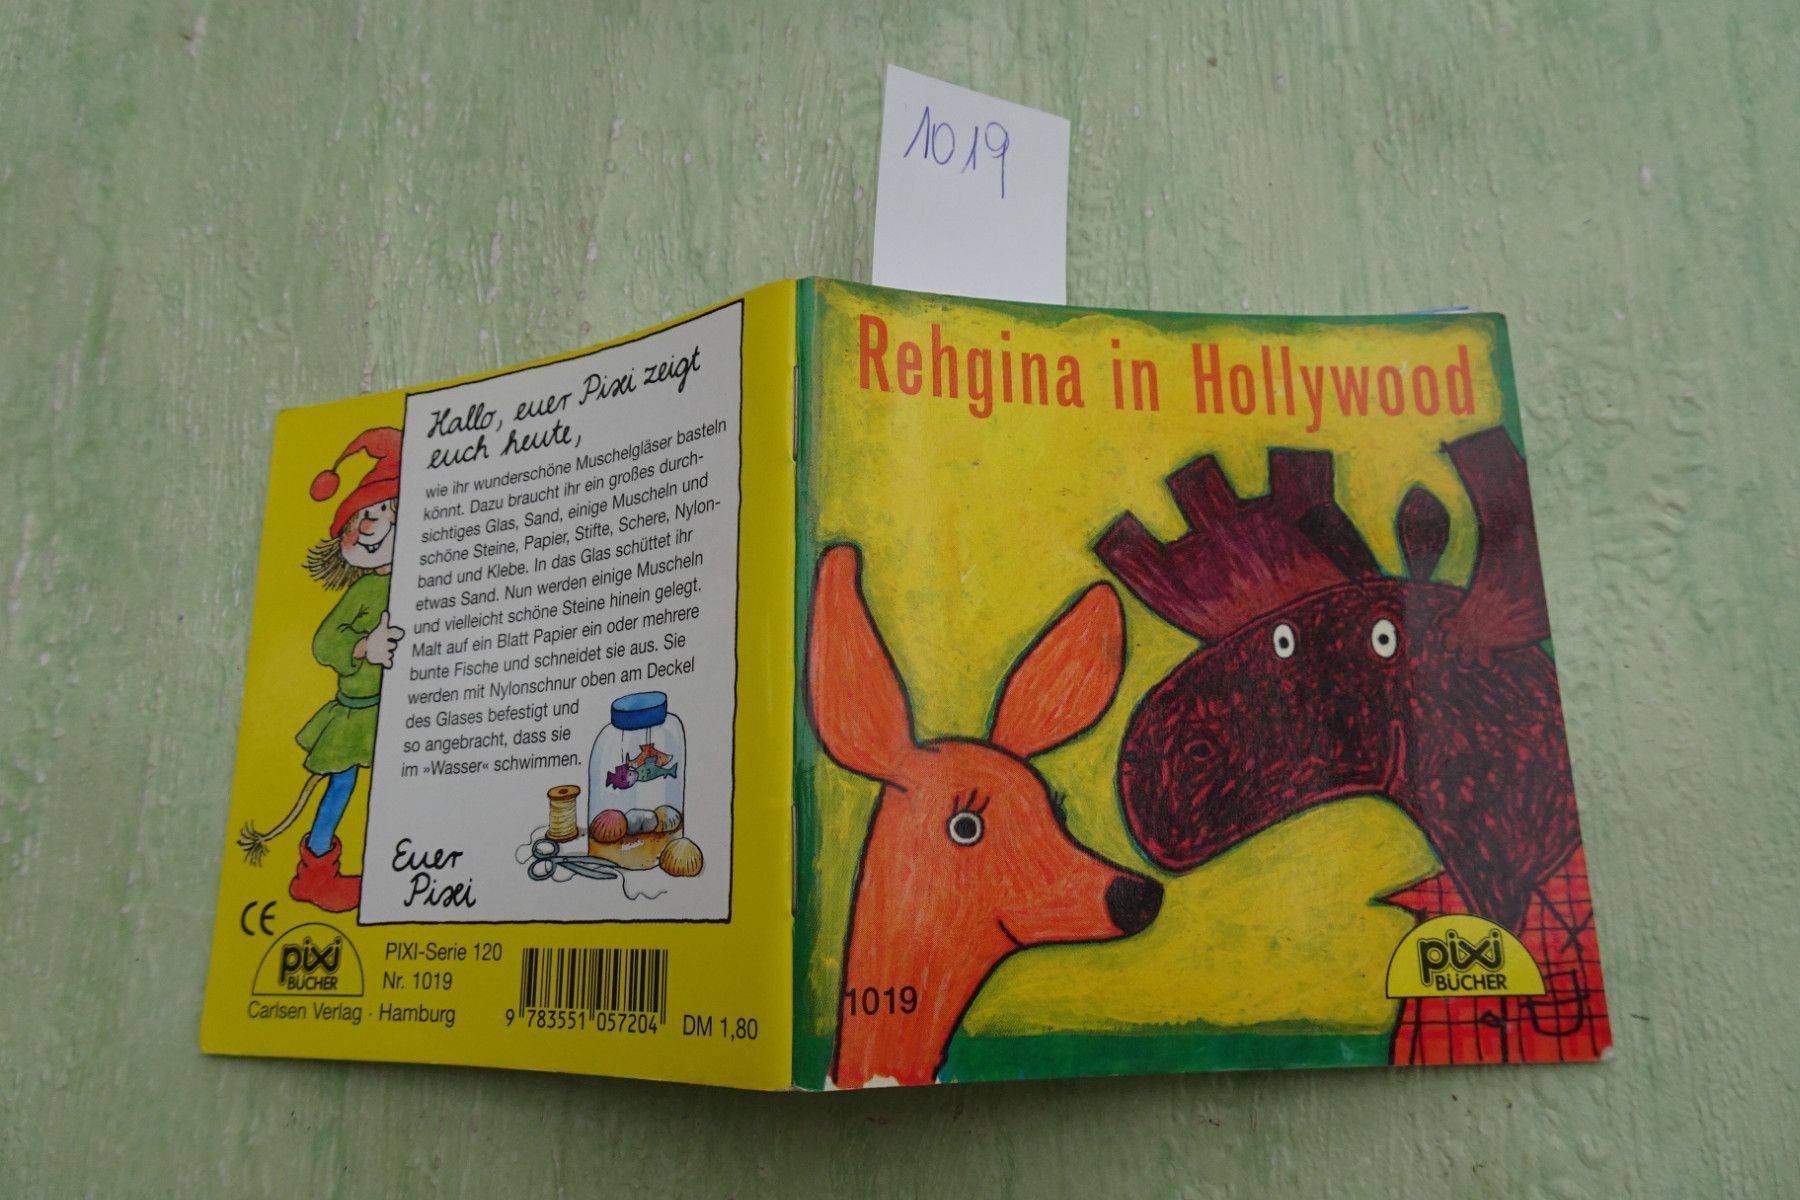 1019
Hallo, euer Pixi zeigt
euch heute,
wie ihr wunderschöne Muschelgläser basteln
könnt. Dazu braucht ihr ein großes durch-
sichtiges Glas, Sand, einige Muscheln und
schöne Steine, Papier, Stifte, Schere, Nylon-
band und Klebe. In das Glas schüttet ihr
etwas Sand. Nun werden einige Muscheln
und vielleicht schöne Steine hinein gelegt.
Malt auf ein Blatt Papier ein oder mehrere
bunte Fische und schneidet sie aus. Sie
werden mit Nylonschnur oben am Deckel
des Glases befestigt und
so angebracht, dass sie
im »Wasser« schwimmen.
Euer
Pixi
CE
pixi
BÜCHER
PIXI-Serie 120
Nr. 1019
Carlsen Verlag · Hamburg
9 783551 057204
DM 1,80
Rehgina in Hollywood
1019
pixi
BÜCHER